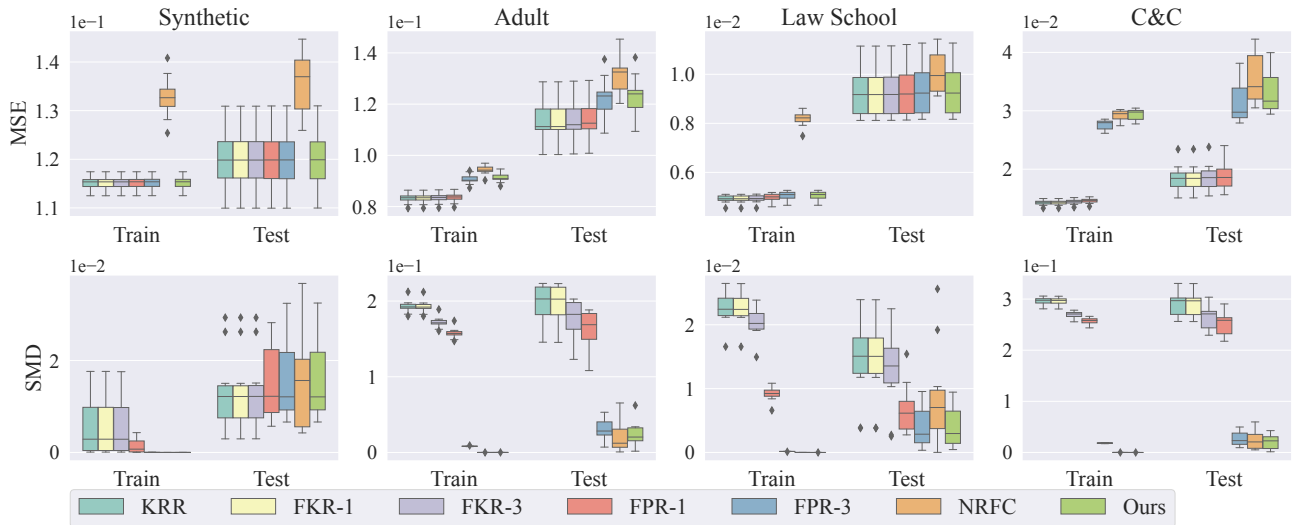 Synthetic Adult Law School C&C
1e−1 1e−1 1e−2 1e−2
MSE
1.4
1.3
1.2
1.1
Train Test
1.4
1.2
1.0
0.8
Train Test
1.0
0.8
0.6
Train Test
4
3
2
Train Test
1e−2 1e−1 1e−2 1e−1
SMD
2
0
Train Test
2
1
0
Train Test
2
1
0
Train Test
3
2
1
0
Train Test
KRR FKR-1 FKR-3 FPR-1 FPR-3 NRFC Ours